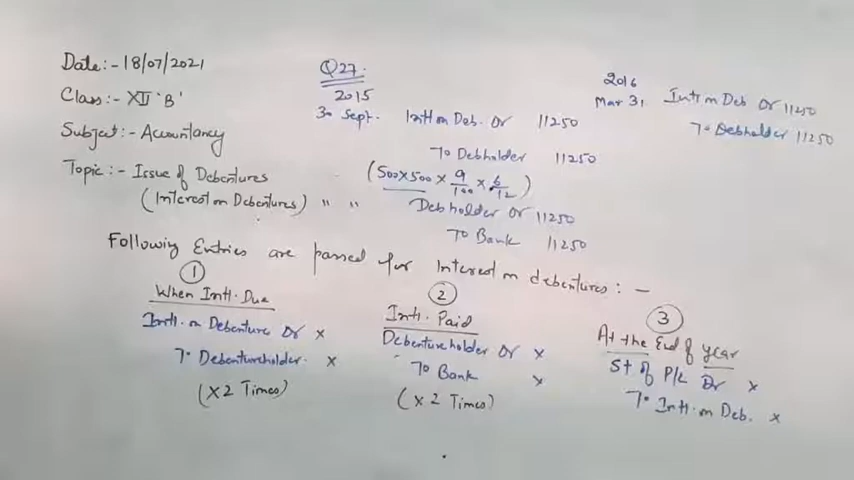 Date:- 18/07/2021
Class:- XII 'B'
Subject:- Accountancy
Topic:- Issue of Debentures
(Interest on Debentures) " "
Q27.
2015
30 Sept. Intt on Deb. Dr 11250
To Debholder 11250
(500x500 x 9/100 x 6/12)
Debholder Dr 11250
To Bank 11250
2016
Mar 31 Intt on Deb Dr 11250
To Debholder 11250
Following Entries are passed for Interest on debentures: -
1
When Intt. Due
Intt. on Debenture Dr x
To Debentureholder. x
(x2 Times)
2
Intt. Paid
Debentureholder Dr x
To Bank x
(x 2 Times)
3
At the End of year
St of P/L Dr x
To Intt. on Deb. x